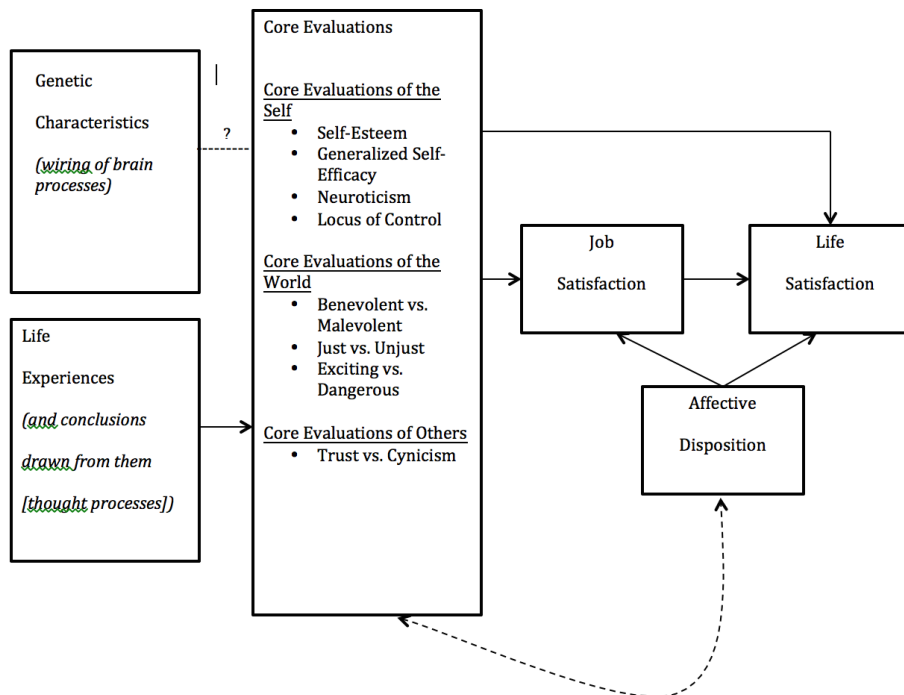 Genetic
Characteristics
(wiring of brain
processes)
?
Life
Experiences
(and conclusions
drawn from them
[thought processes])
Core Evaluations
Core Evaluations of the
Self
• Self-Esteem
• Generalized Self-
Efficacy
• Neuroticism
• Locus of Control
Core Evaluations of the
World
• Benevolent vs.
Malevolent
• Just vs. Unjust
• Exciting vs.
Dangerous
Core Evaluations of Others
• Trust vs. Cynicism
Job
Satisfaction
Life
Satisfaction
Affective
Disposition